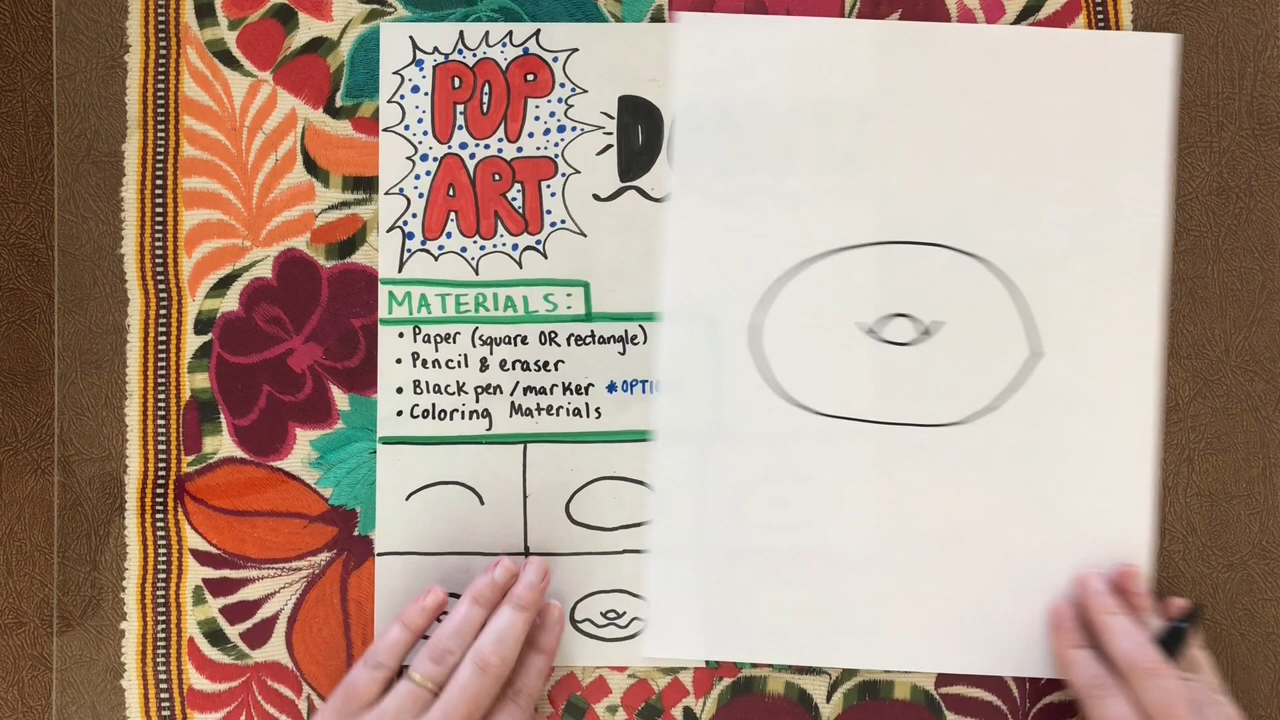 POP
ART
MATERIALS:
• Paper (square OR rectangle)
• Pencil & eraser
• Black pen/marker
• Coloring Materials